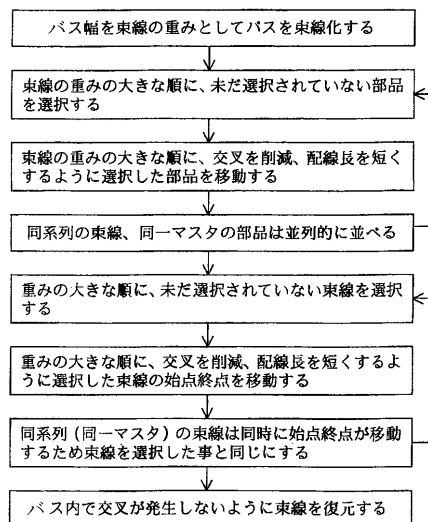 バス幅を束線の重みとしてバスを束線化する
束線の重みの大きな順に、未だ選択されていない部品
を選択する
束線の重みの大きな順に、交叉を削減、配線長を短く
するように選択した部品を移動する
同系列の束線、同一マスタの部品は並列的に並べる
重みの大きな順に、未だ選択されていない束線を選択
する
重みの大きな順に、交叉を削減、配線長を短くするよ
うに選択した束線の始点終点を移動する
同系列（同一マスタ）の束線は同時に始点終点が移動
するため束線を選択した事と同じにする
バス内で交叉が発生しないように束線を復元する